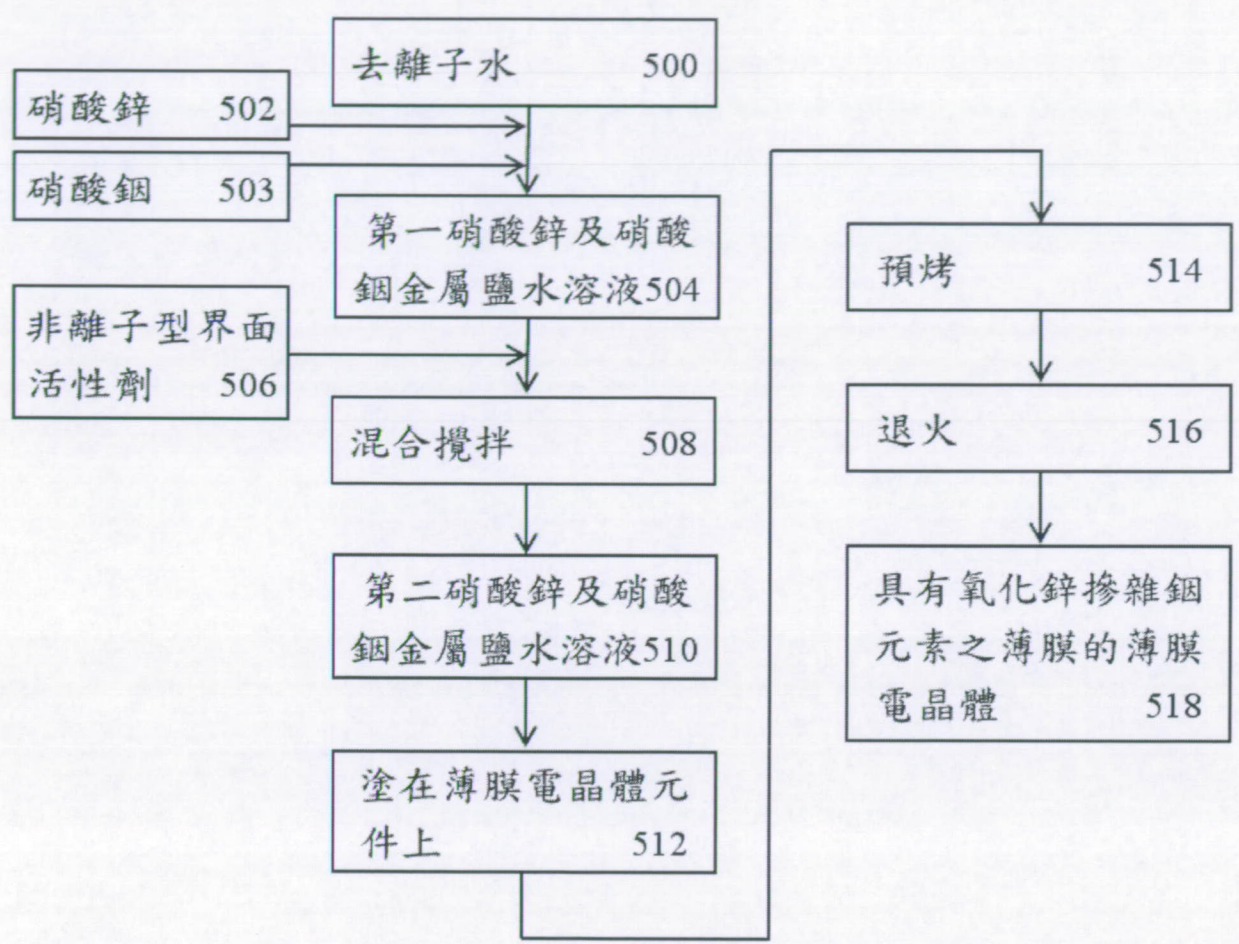 去離子水 500
硝酸鋅 502
硝酸銦 503
第一硝酸鋅及硝酸
銦金屬鹽水溶液504
非離子型界面
活性劑 506
混合攪拌 508
第二硝酸鋅及硝酸
銦金屬鹽水溶液510
塗在薄膜電晶體元
件上 512
預烤 514
退火 516
具有氧化鋅摻雜銦
元素之薄膜的薄膜
電晶體 518